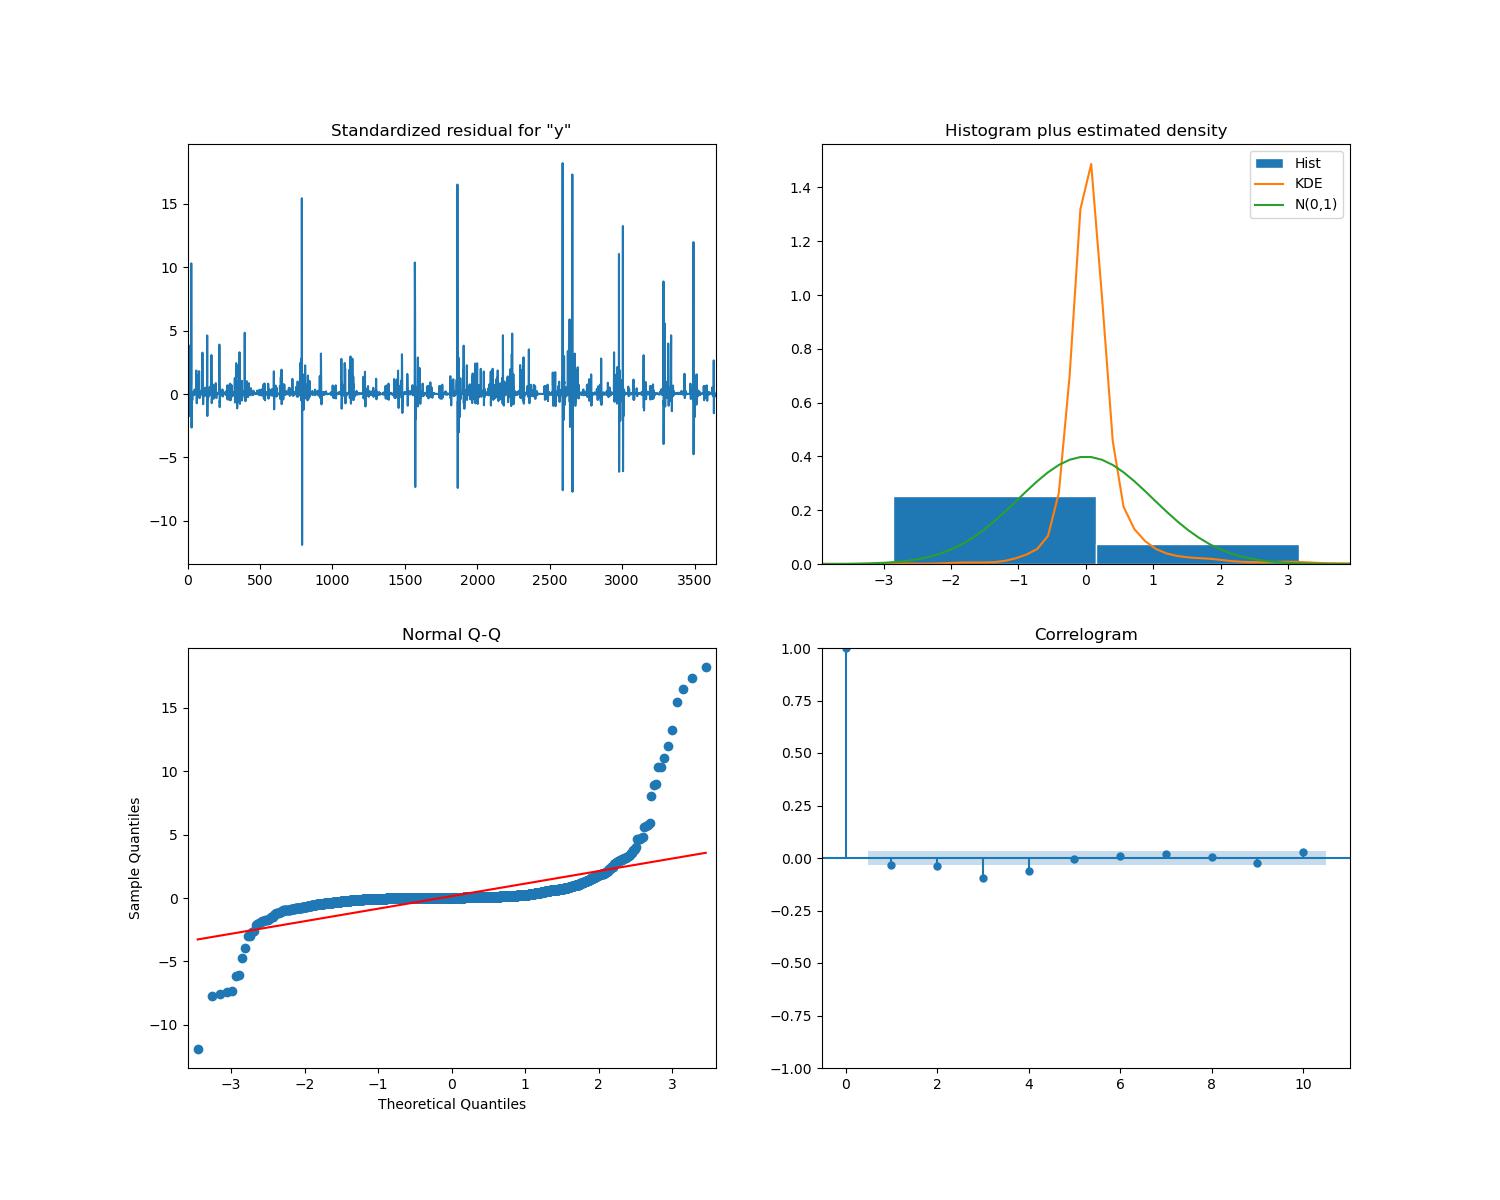 Standardized residual for "y"
15
10
5
0
−5
−10
0 500 1000 1500 2000 2500 3000 3500
Histogram plus estimated density
Hist
KDE
N(0,1)
1.4
1.2
1.0
0.8
0.6
0.4
0.2
0.0
−3 −2 −1 0 1 2 3
Normal Q-Q
Sample Quantiles
15
10
5
0
−5
−10
−3 −2 −1 0 1 2 3
Theoretical Quantiles
Correlogram
1.00
0.75
0.50
0.25
0.00
−0.25
−0.50
−0.75
−1.00
0 2 4 6 8 10